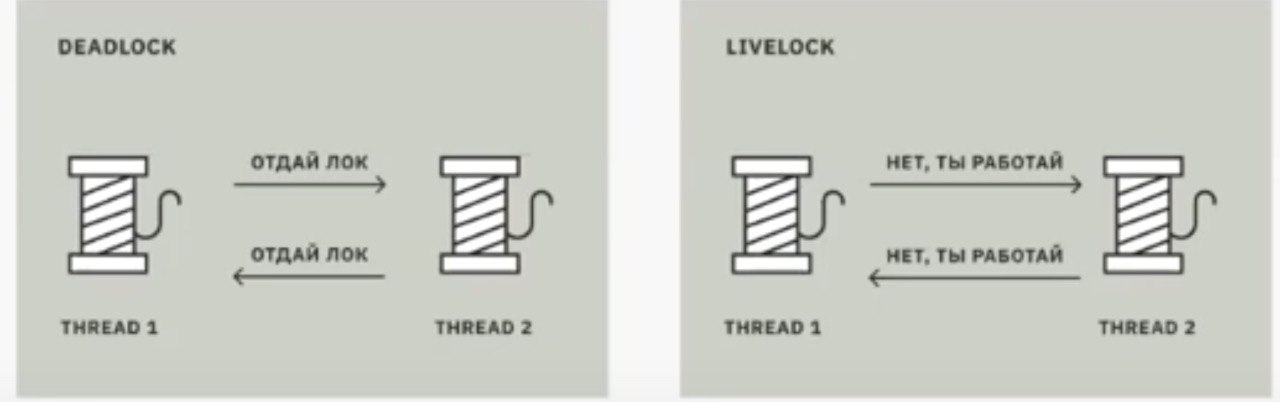 DEADLOCK
ОТДАЙ ЛОК
ОТДАЙ ЛОК
THREAD 1
THREAD 2
LIVELOCK
НЕТ, ТЫ РАБОТАЙ
НЕТ, ТЫ РАБОТАЙ
THREAD 1
THREAD 2